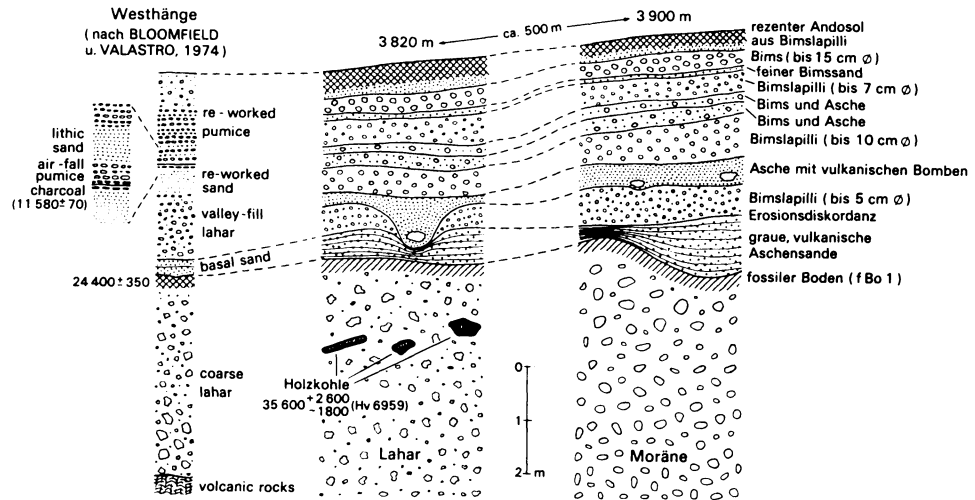 Westhänge
(nach BLOOMFIELD
u. VALASTRO, 1974)
3 820 m
ca. 500 m
3 900 m
rezenter Andosol
aus Bimslapilli
Bims (bis 15 cm ∅)
feiner Bimssand
Bimslapilli (bis 7 cm ∅)
Bims und Asche
Bims und Asche
Bimslapilli (bis 10 cm ∅)
Asche mit vulkanischen Bomben
Bimslapilli (bis 5 cm ∅)
Erosionsdiskordanz
graue, vulkanische
Aschensande
fossiler Boden (f Bo 1)
lithic
sand
air-fall
pumice
charcoal
(11 580 ± 70)
re-worked
pumice
re-worked
sand
valley-fill
lahar
basal sand
24 400 ± 350
coarse
lahar
volcanic rocks
Holzkohle
35 600 + 2 600
- 1800 (Hv 6959)
Lahar
0
1
2 m
Moräne